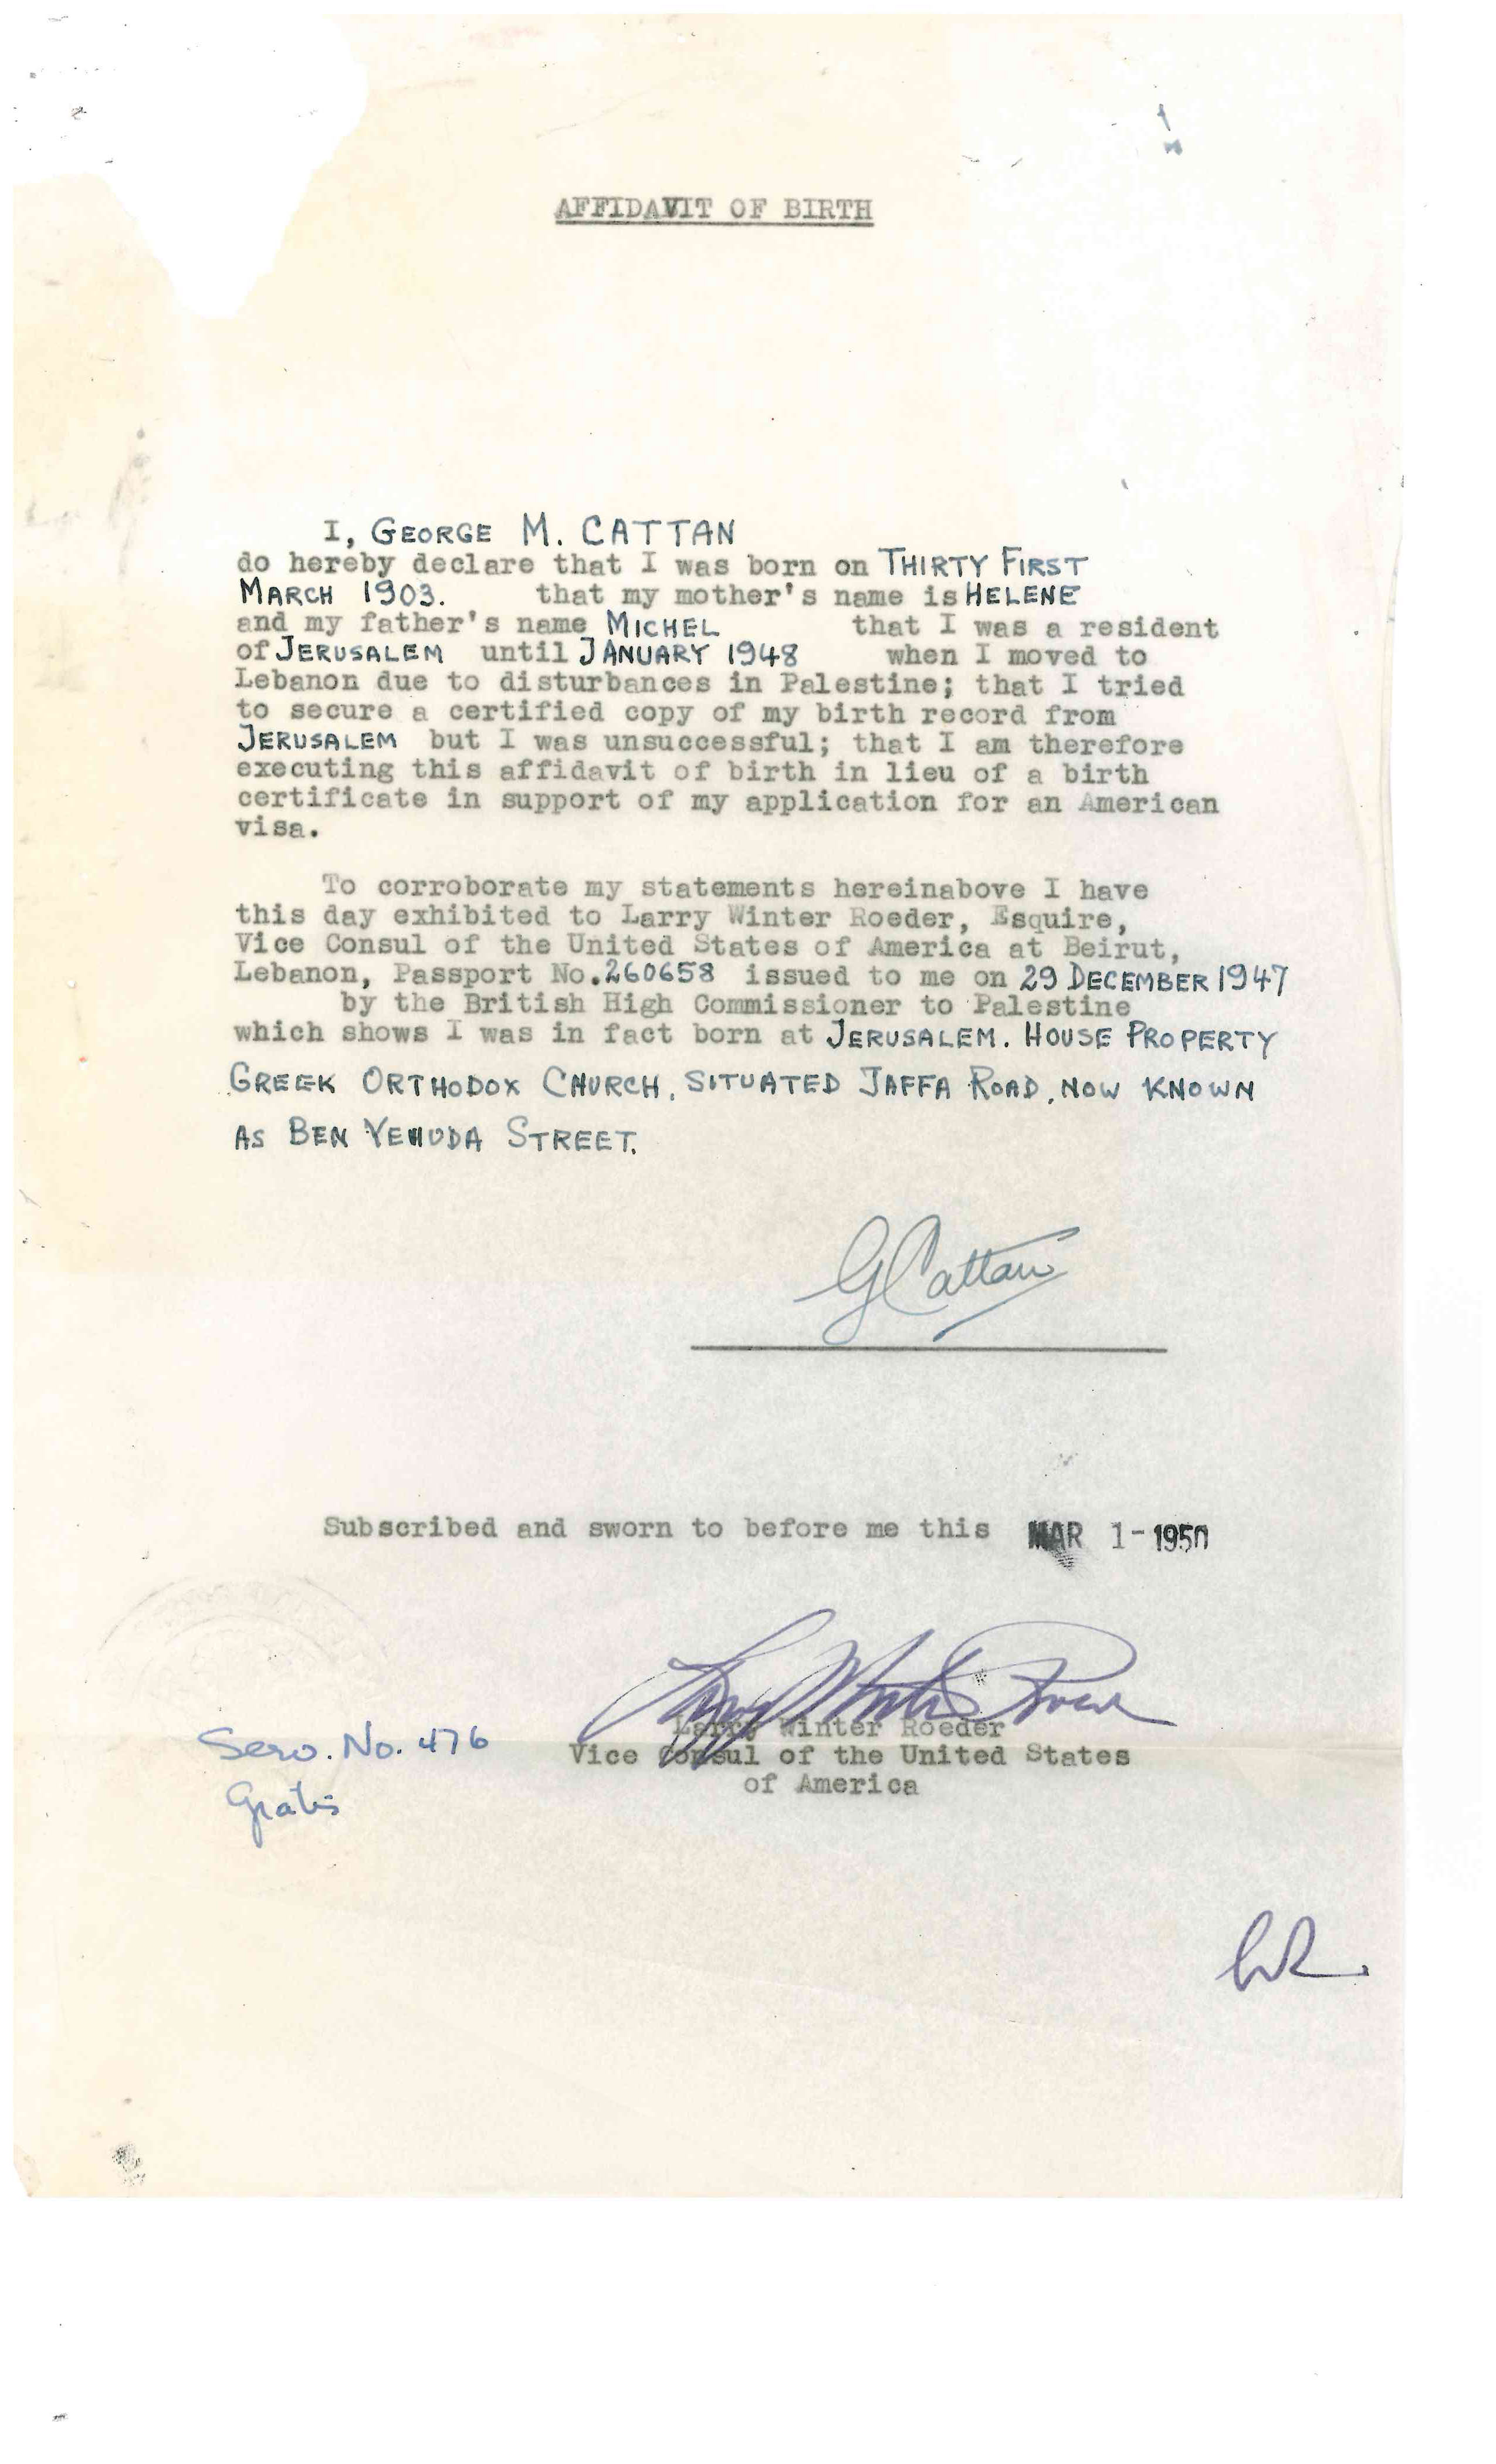 AFFIDAVIT OF BIRTH
I, GEORGE M. CATTAN
do hereby declare that I was born on THIRTY FIRST
MARCH 1903. that my mother's name is HELENE
and my father's name MICHEL that I was a resident
of JERUSALEM until JANUARY 1948 when I moved to
Lebanon due to disturbances in Palestine; that I tried
to secure a certified copy of my birth record from
JERUSALEM but I was unsuccessful; that I am therefore
executing this affidavit of birth in lieu of a birth
certificate in support of my application for an American
visa.
To corroborate my statements hereinabove I have
this day exhibited to Larry Winter Roeder, Esquire,
Vice Consul of the United States of America at Beirut,
Lebanon, Passport No. 260658 issued to me on 29 DECEMBER 1947
by the British High Commissioner to Palestine
which shows I was in fact born at JERUSALEM. HOUSE PROPERTY
GREEK ORTHODOX CHURCH, SITUATED JAFFA ROAD, NOW KNOWN
AS BEN YEHUDA STREET.
G Cattan
Subscribed and sworn to before me this MAR 1-1950
Larry Winter Roeder
Larry Winter Roeder
Vice Consul of the United States
of America
Serv. No. 476
Gratis